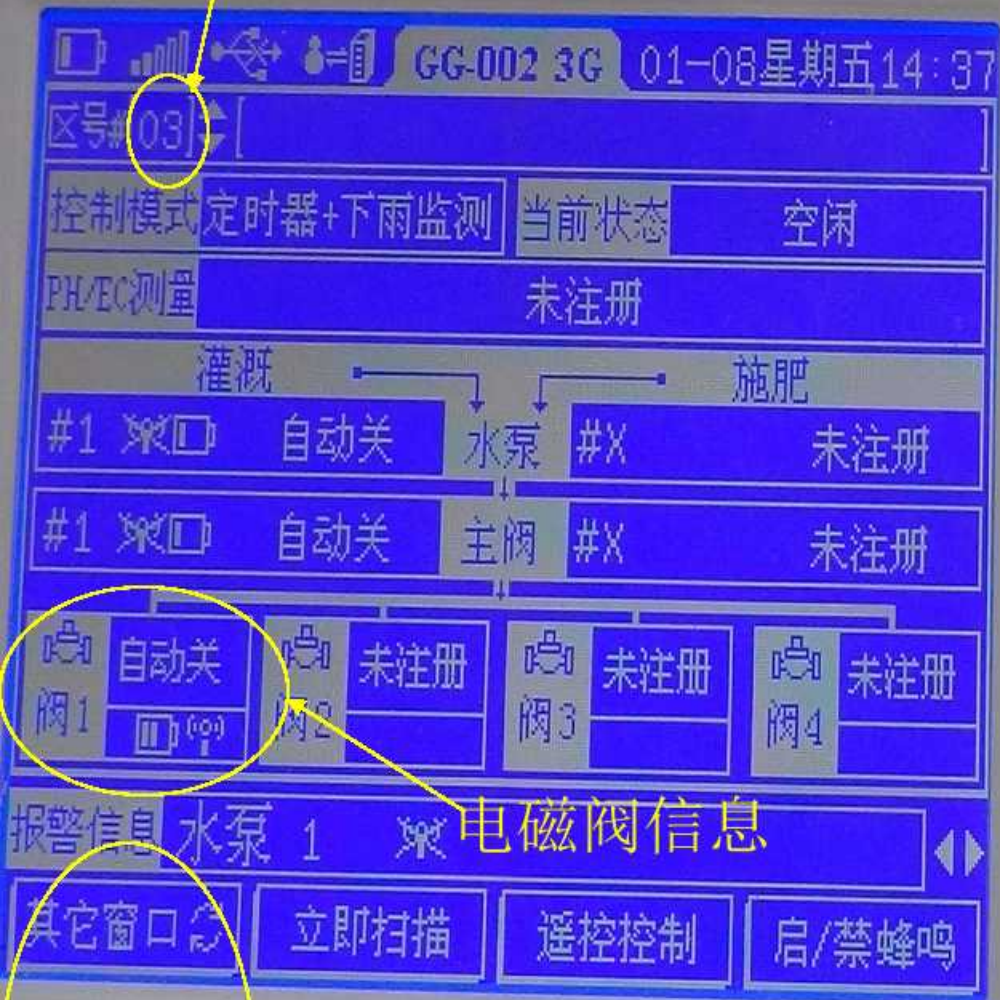 GG-002 3G 01-08星期五14:37
区号#[03] [ ]
控制模式 定时器+下雨监测 当前状态 空闲
PH/EC测量 未注册
灌溉 施肥
#1 自动关 水泵 #X 未注册
#1 自动关 主阀 #X 未注册
自动关 未注册 未注册 未注册
阀1 阀2 阀3 阀4
电磁阀信息
报警信息 水泵 1
其它窗口 立即扫描 遥控控制 启/禁蜂鸣